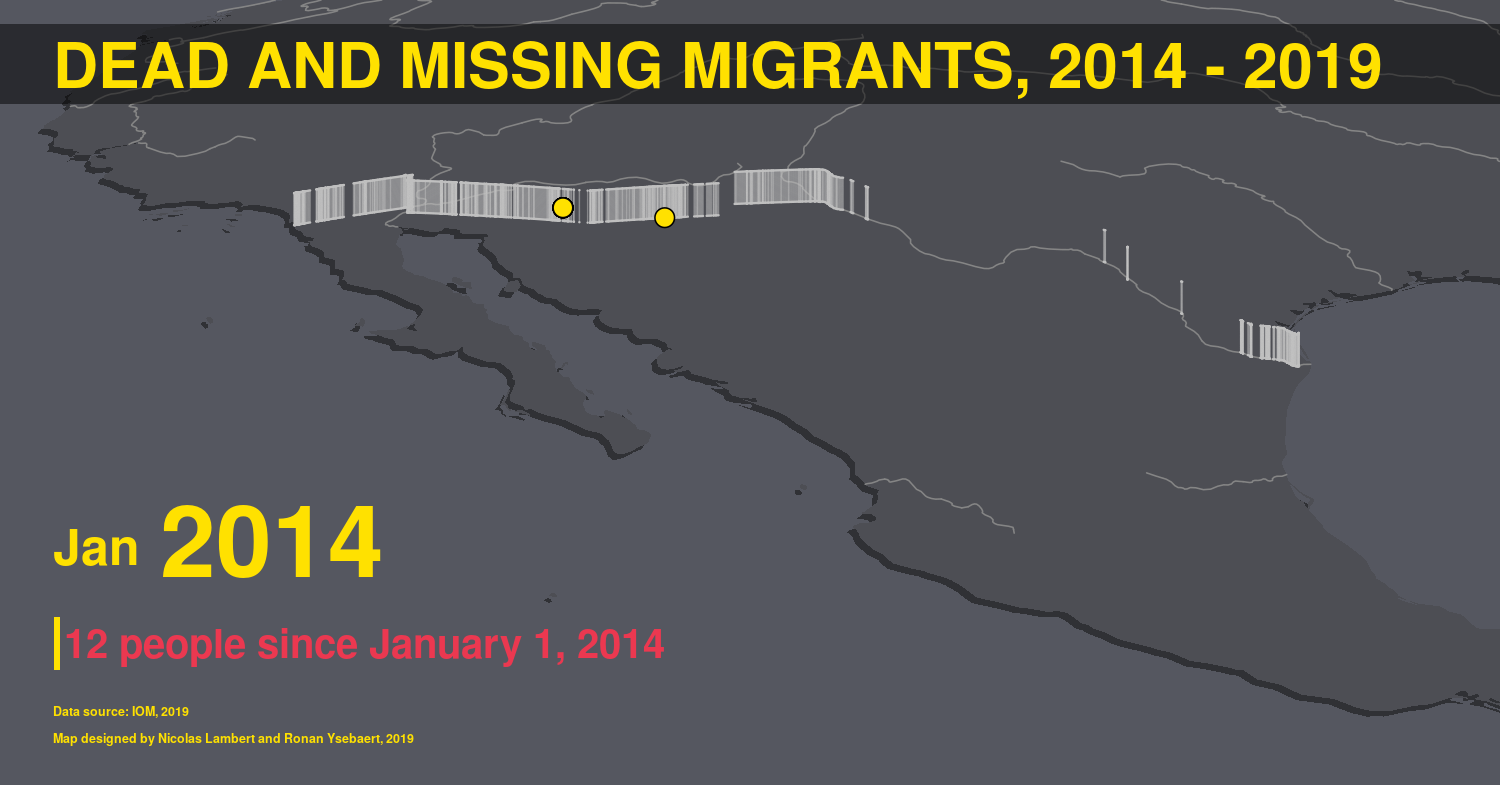 DEAD AND MISSING MIGRANTS, 2014 - 2019
Jan 2014
12 people since January 1, 2014
Data source: IOM, 2019
Map designed by Nicolas Lambert and Ronan Ysebaert, 2019